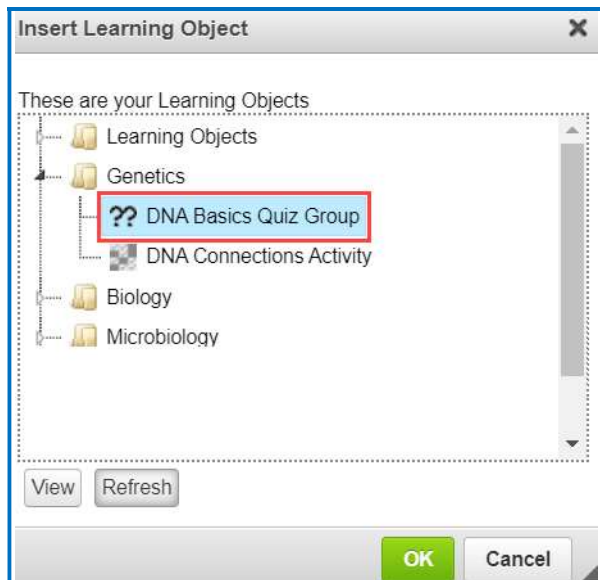 Insert Learning Object
These are your Learning Objects
Learning Objects
Genetics
?? DNA Basics Quiz Group
DNA Connections Activity
Biology
Microbiology
View Refresh
OK Cancel